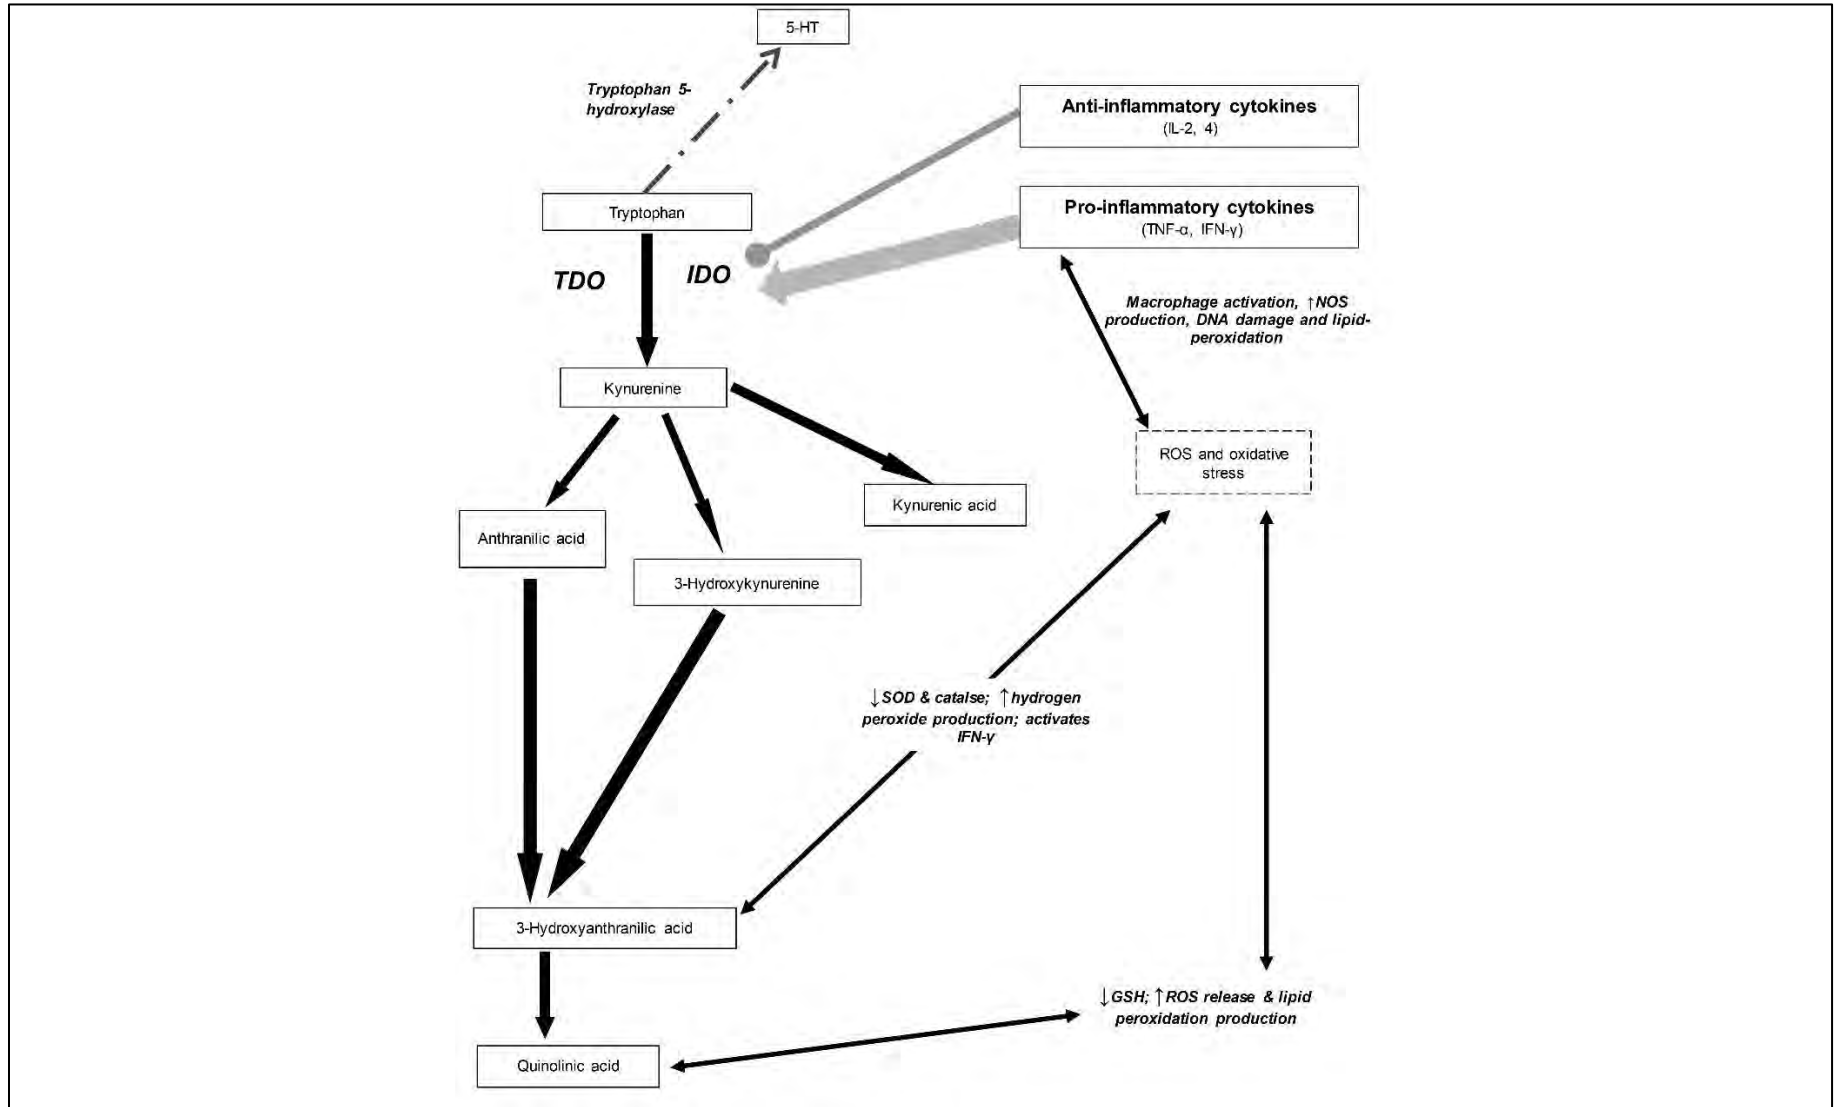 5-HT
Tryptophan 5-
hydroxylase
Anti-inflammatory cytokines
(IL-2, 4)
Tryptophan
Pro-inflammatory cytokines
(TNF-α, IFN-γ)
TDO
IDO
Macrophage activation, ↑NOS
production, DNA damage and lipid-
peroxidation
Kynurenine
ROS and oxidative
stress
Kynurenic acid
Anthranilic acid
3-Hydroxykynurenine
↓SOD & catalse; ↑hydrogen
peroxide production; activates
IFN-γ
3-Hydroxyanthranilic acid
↓GSH; ↑ROS release & lipid
peroxidation production
Quinolinic acid